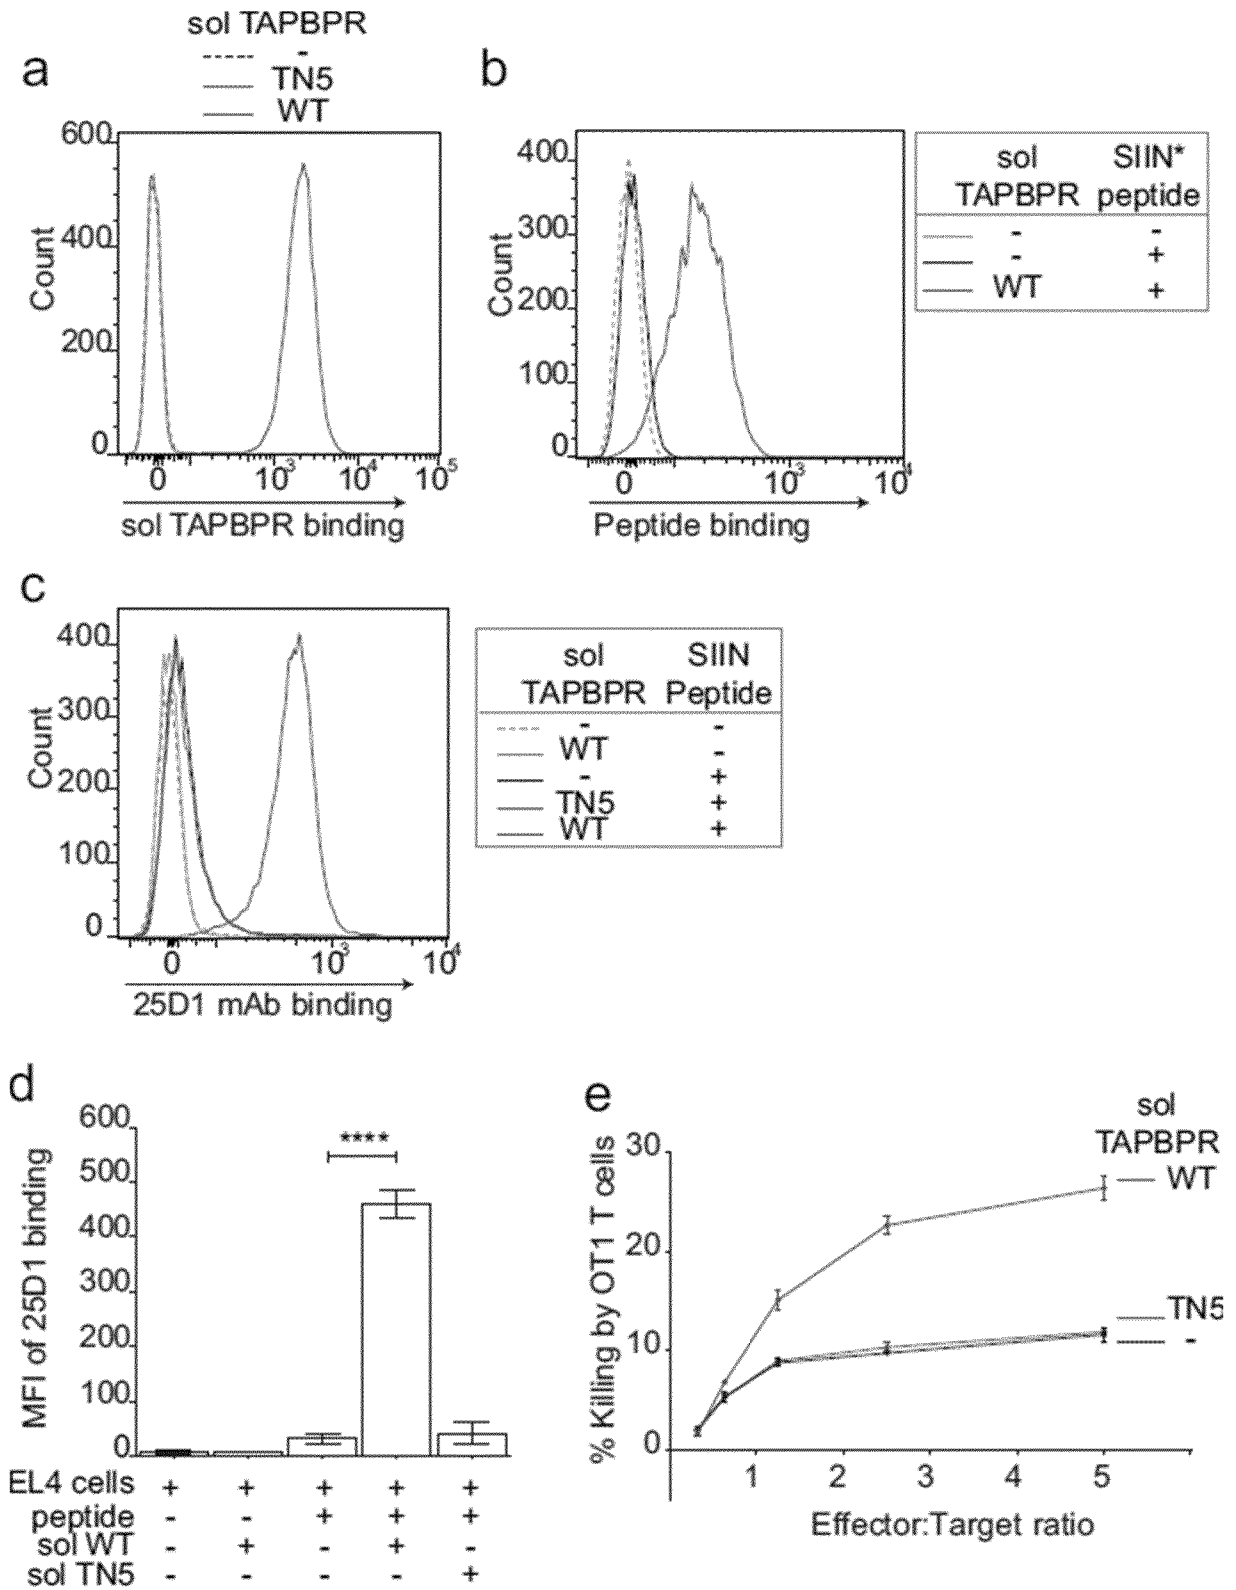 sol TAPBPR
-
TN5
WT
a
600
400
200
0
Count
0 10³ 10⁴ 10⁵
sol TAPBPR binding
b
400
300
200
100
0
Count
0 10³ 10⁴
Peptide binding
sol TAPBPR SIIN* peptide
- -
- +
WT +
c
400
300
200
100
0
Count
0 10³ 10⁴
25D1 mAb binding
sol TAPBPR SIIN Peptide
- -
WT -
- +
TN5 +
WT +
d
600
500
400
300
200
100
0
MFI of 25D1 binding
****
EL4 cells + + + + +
peptide - - + + +
sol WT - + - + -
sol TN5 - - - - +
e
30
20
10
0
% Killing by OT1 T cells
sol
TAPBPR
WT
TN5
-
1 2 3 4 5
Effector:Target ratio